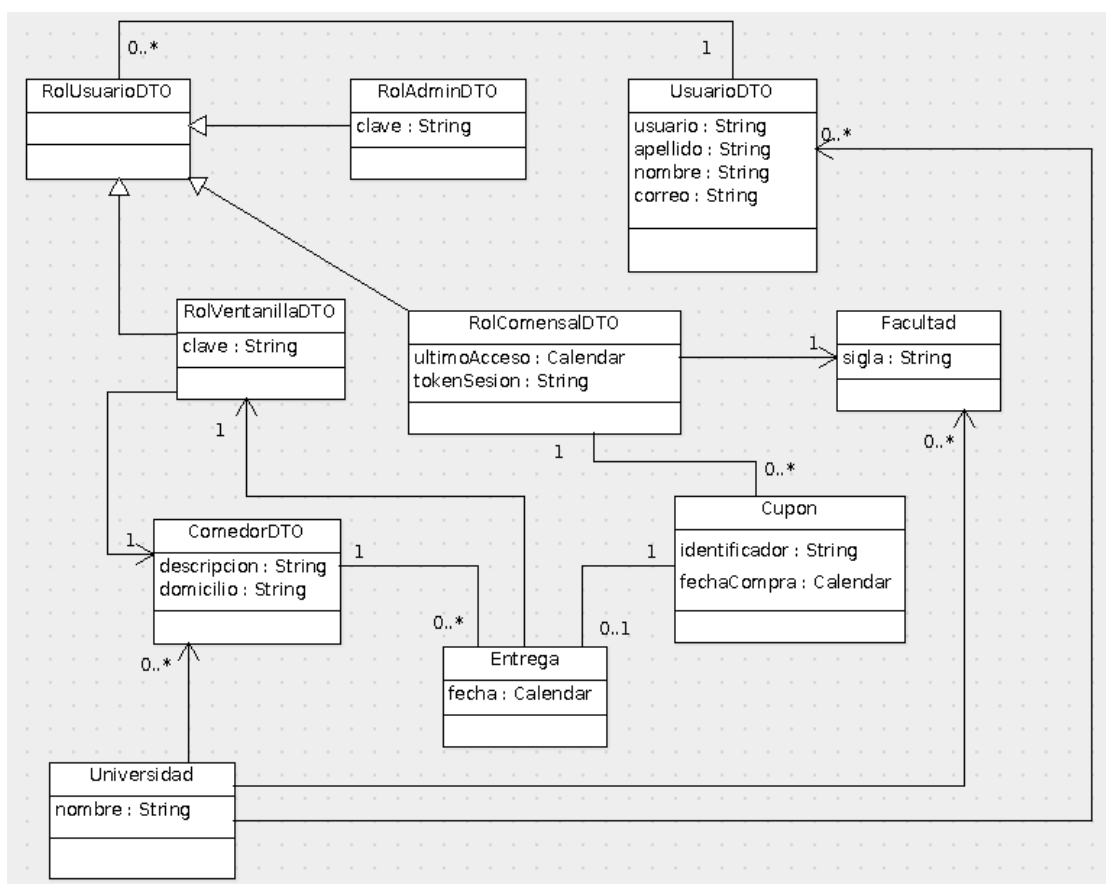 0..*
1
RolUsuarioDTO
RolAdminDTO
clave : String
UsuarioDTO
usuario : String
apellido : String
nombre : String
correo : String
0..*
RolVentanillaDTO
clave : String
RolComensalDTO
ultimoAcceso : Calendar
tokenSesion : String
1
Facultad
sigla : String
1
1
0..*
0..*
Cupon
identificador : String
fechaCompra : Calendar
ComedorDTO
descripcion : String
domicilio : String
1
1
1
0..*
0..1
0..*
Entrega
fecha : Calendar
Universidad
nombre : String